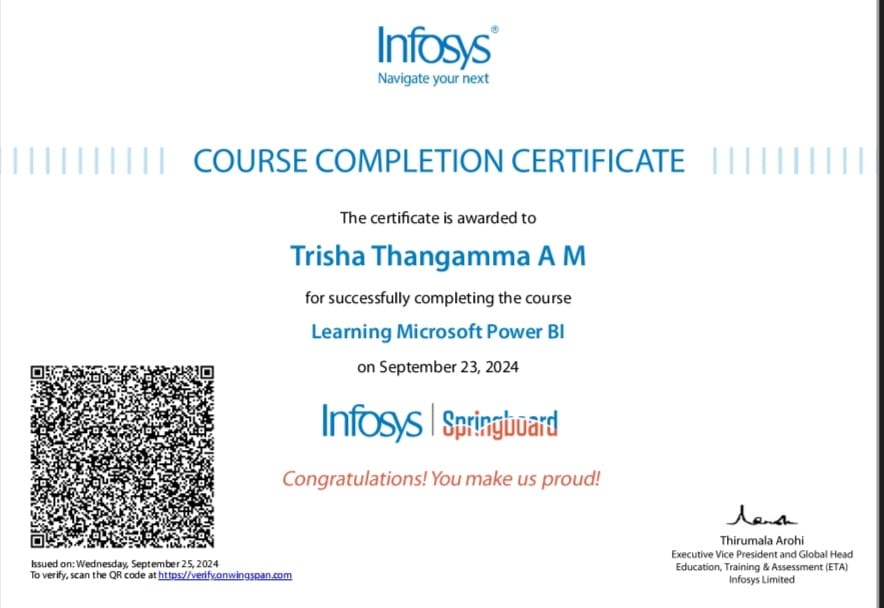 Infosys®
Navigate your next
COURSE COMPLETION CERTIFICATE
The certificate is awarded to
Trisha Thangamma A M
for successfully completing the course
Learning Microsoft Power BI
on September 23, 2024
Infosys | Springboard
Congratulations! You make us proud!
Issued on: Wednesday, September 25, 2024
To verify, scan the QR code at https://verify.onwingspan.com
Thirumala Arohi
Executive Vice President and Global Head
Education, Training & Assessment (ETA)
Infosys Limited